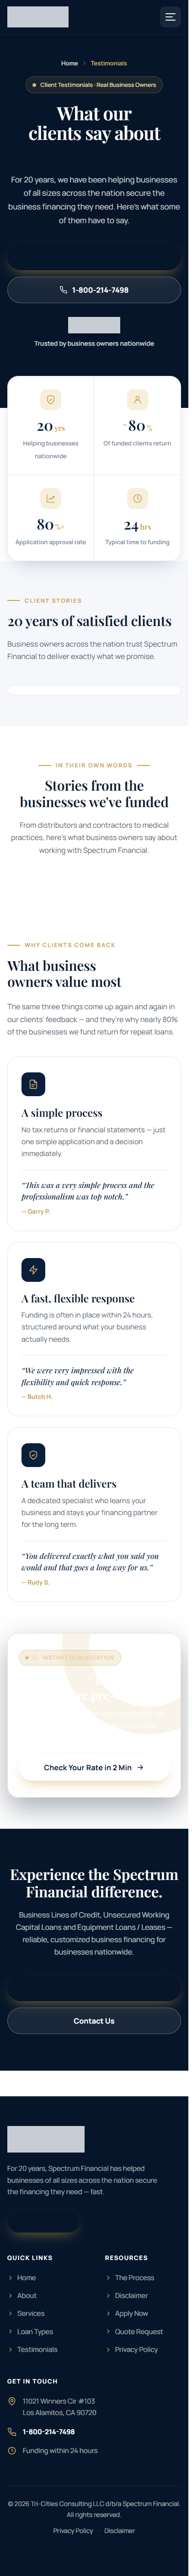 Home > Testimonials
Client Testimonials · Real Business Owners
What our
clients say about
For 20 years, we have been helping businesses
of all sizes across the nation secure the
business financing they need. Here's what some
of them have to say.
1-800-214-7498
Trusted by business owners nationwide
20 yrs
Helping businesses
nationwide
~80 %
Of funded clients return
80 %+
Application approval rate
24 hrs
Typical time to funding
CLIENT STORIES
20 years of satisfied clients
Business owners across the nation trust Spectrum
Financial to deliver exactly what we promise.
IN THEIR OWN WORDS
Stories from the
businesses we've funded
From distributors and contractors to medical
practices, here's what business owners say about
working with Spectrum Financial.
WHY CLIENTS COME BACK
What business
owners value most
The same three things come up again and again in
our clients' feedback — and they're why nearly 80%
of the businesses we fund return for repeat loans.
A simple process
No tax returns or financial statements — just
one simple application and a decision
immediately.
"This was a very simple process and the
professionalism was top notch."
— Garry P.
A fast, flexible response
Funding is often in place within 24 hours,
structured around what your business
actually needs.
"We were very impressed with the
flexibility and quick response."
— Butch H.
A team that delivers
A dedicated specialist who learns your
business and stays your financing partner
for the long term.
"You delivered exactly what you said you
would and that goes a long way for us."
— Rudy S.
INSTANT QUALIFICATION
Check Your Rate in 2 Min →
Experience the Spectrum
Financial difference.
Business Lines of Credit, Unsecured Working
Capital Loans and Equipment Loans / Leases —
reliable, customized business financing for
businesses nationwide.
Contact Us
For 20 years, Spectrum Financial has helped
businesses of all sizes across the nation secure
the financing they need — fast.
QUICK LINKS
Home
About
Services
Loan Types
Testimonials
RESOURCES
The Process
Disclaimer
Apply Now
Quote Request
Privacy Policy
GET IN TOUCH
11021 Winners Cir #103
Los Alamitos, CA 90720
1-800-214-7498
Funding within 24 hours
© 2026 Tri-Cities Consulting LLC d/b/a Spectrum Financial.
All rights reserved.
Privacy Policy · Disclaimer